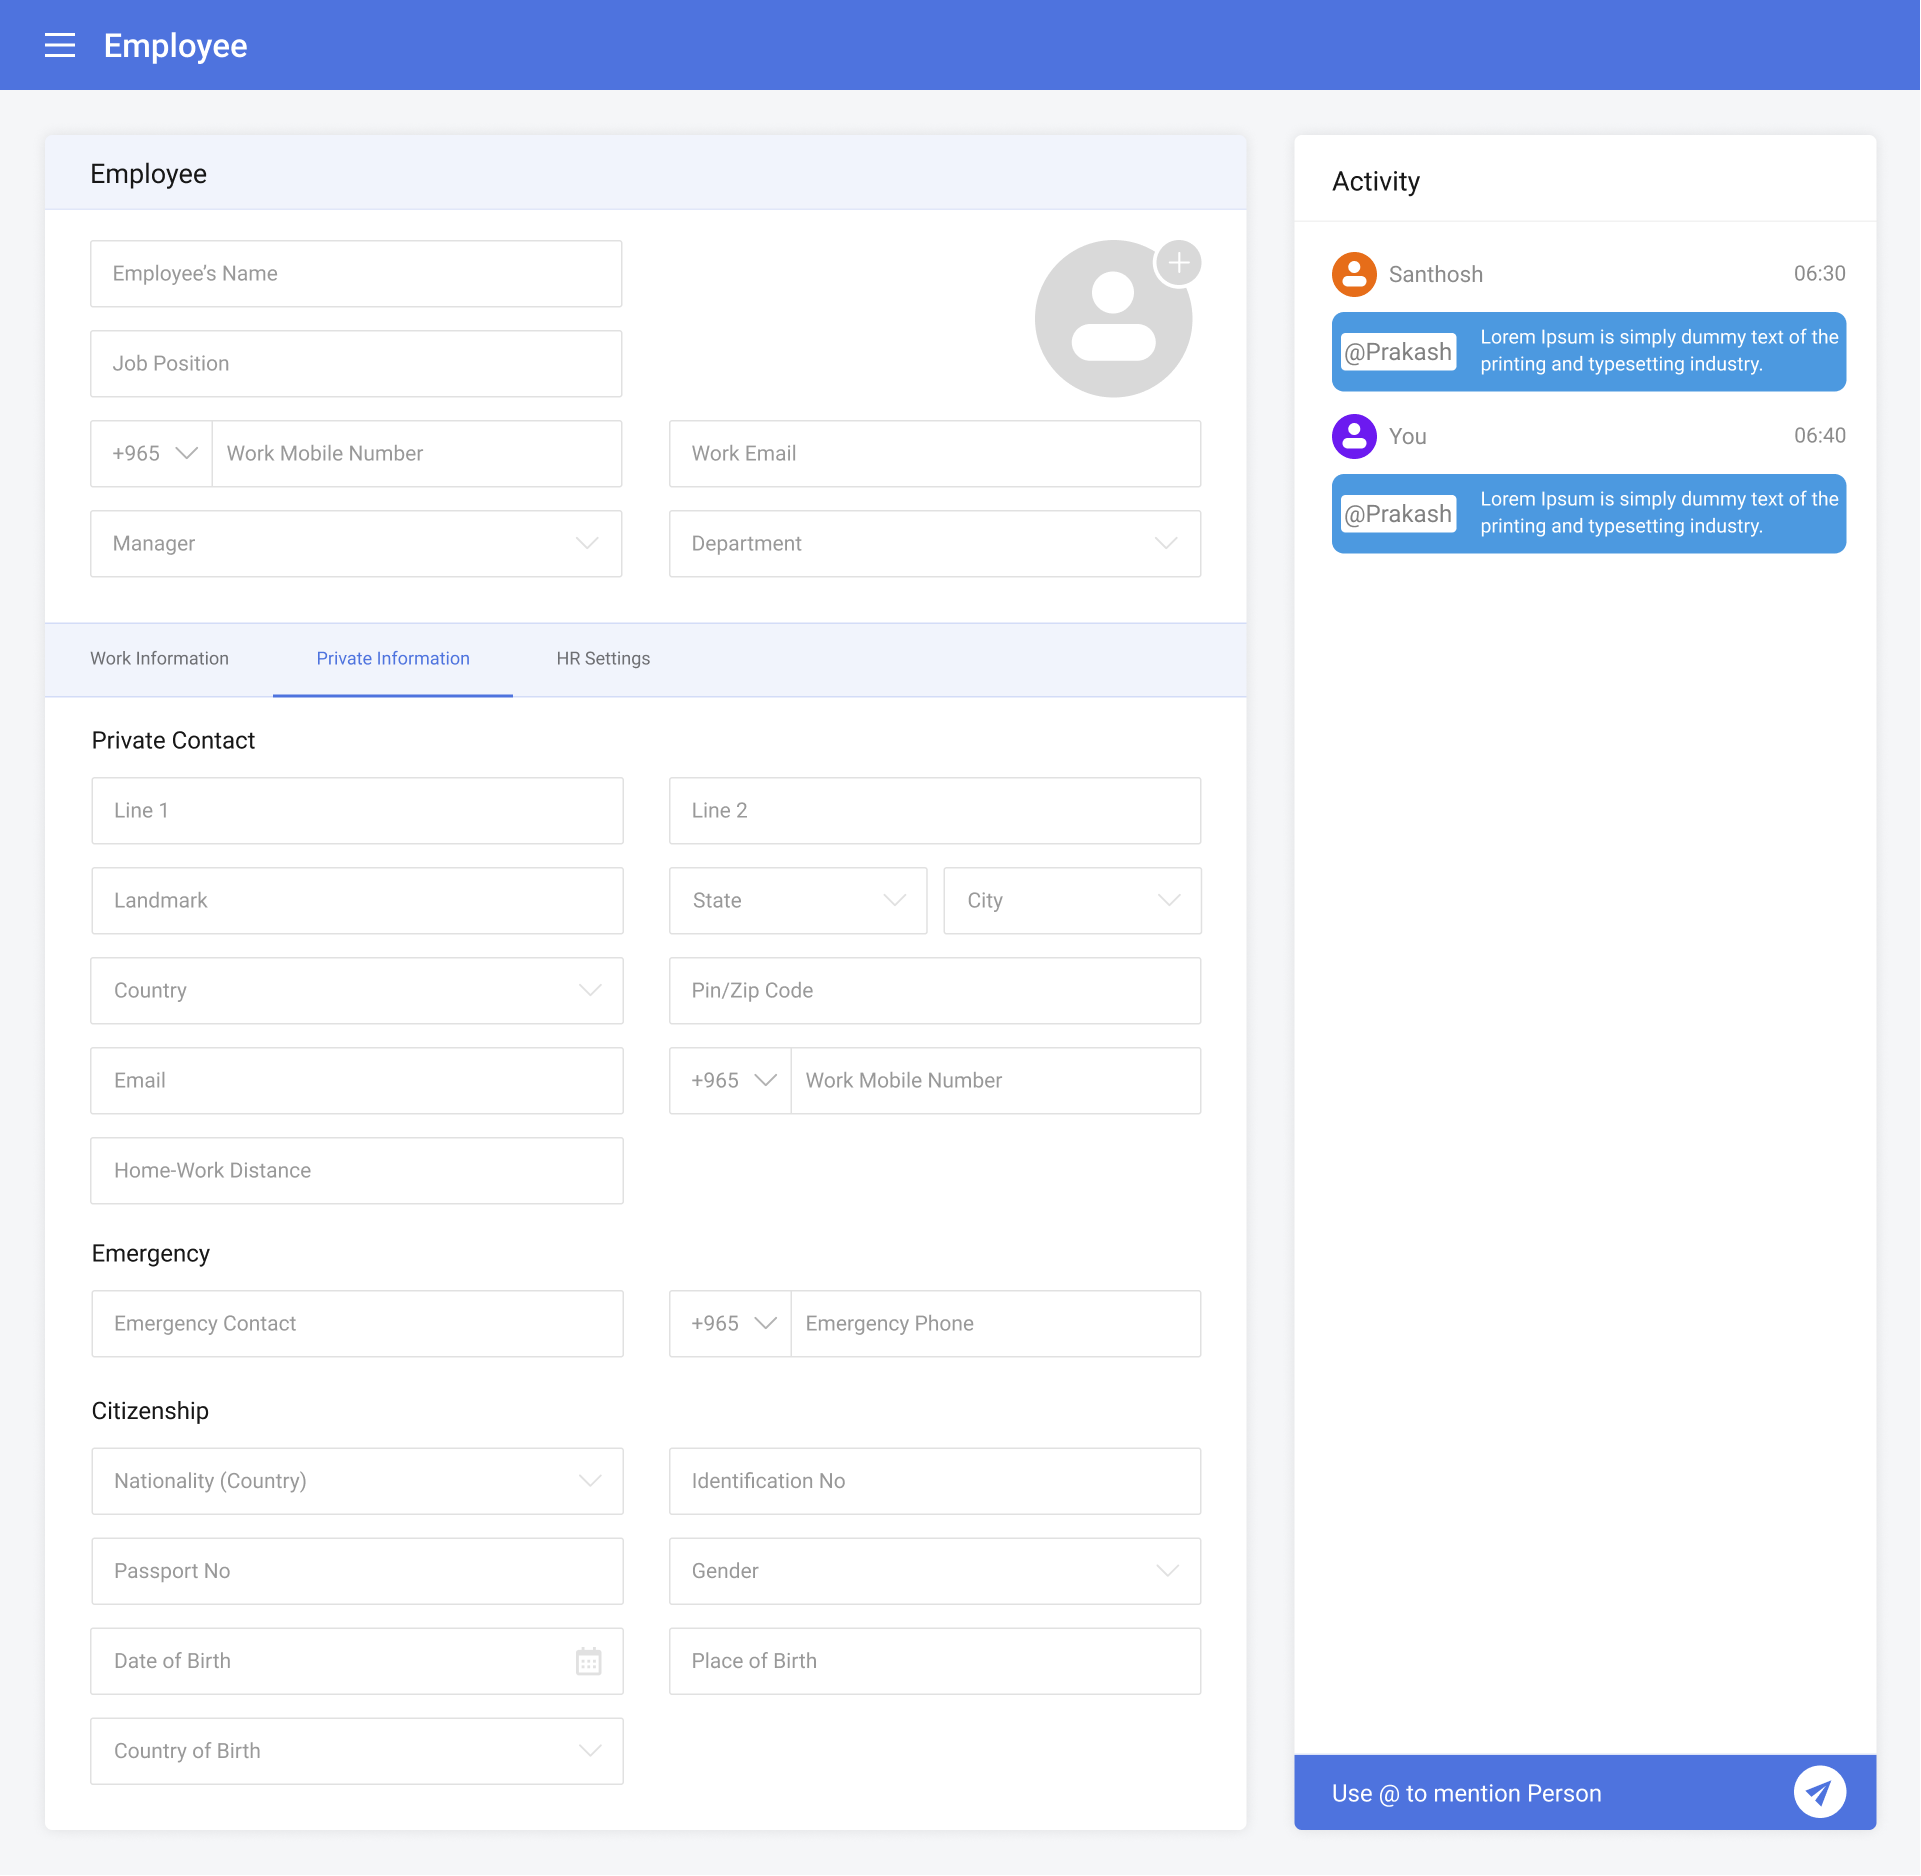 Employee
Employee
Employee’s Name
Job Position
+965
Work Mobile Number
Work Email
Manager
Department
Work Information
Private Information
HR Settings
Private Contact
Line 1
Line 2
Landmark
State
City
Country
Pin/Zip Code
Email
+965
Work Mobile Number
Home-Work Distance
Emergency
Emergency Contact
+965
Emergency Phone
Citizenship
Nationality (Country)
Identification No
Passport No
Gender
Date of Birth
Place of Birth
Country of Birth
Activity
Santhosh
06:30
@Prakash
Lorem Ipsum is simply dummy text of the
printing and typesetting industry.
You
06:40
@Prakash
Lorem Ipsum is simply dummy text of the
printing and typesetting industry.
Use @ to mention Person